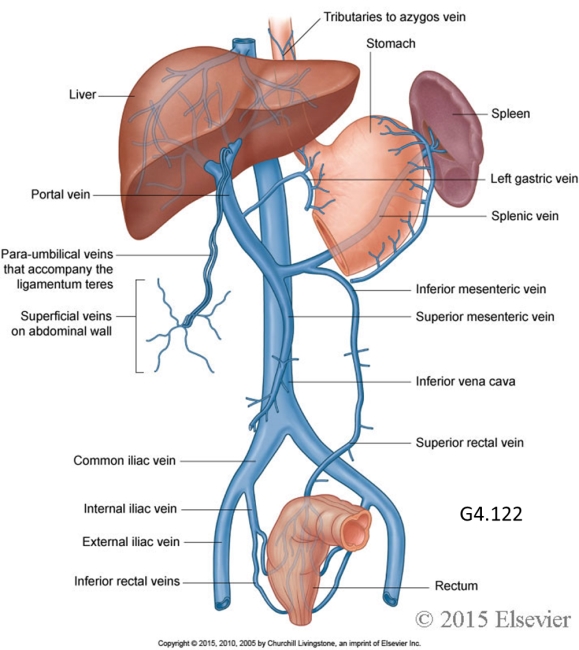 Tributaries to azygos vein
Stomach
Liver
Spleen
Left gastric vein
Portal vein
Splenic vein
Para-umbilical veins
that accompany the
ligamentum teres
Inferior mesenteric vein
Superficial veins
on abdominal wall
Superior mesenteric vein
Inferior vena cava
Superior rectal vein
Common iliac vein
Internal iliac vein
G4.122
External iliac vein
Inferior rectal veins
Rectum
© 2015 Elsevier
Copyright © 2015, 2010, 2005 by Churchill Livingstone, an imprint of Elsevier Inc.